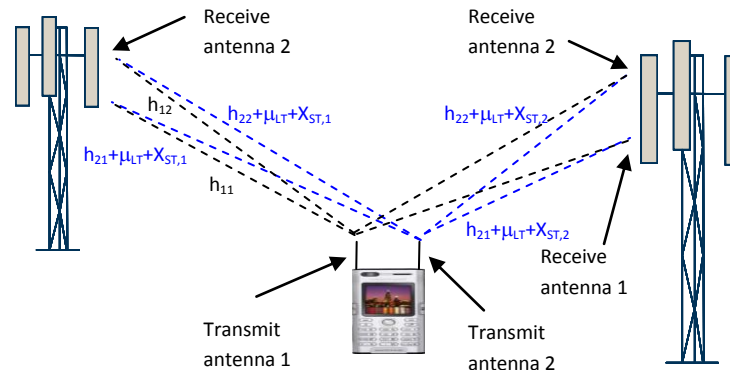 Receive
antenna 2
Receive
antenna 2
h12
h22+μLT+XST,1
h22+μLT+XST,2
h21+μLT+XST,1
h11
h21+μLT+XST,2
Receive
antenna 1
Transmit
antenna 1
Transmit
antenna 2